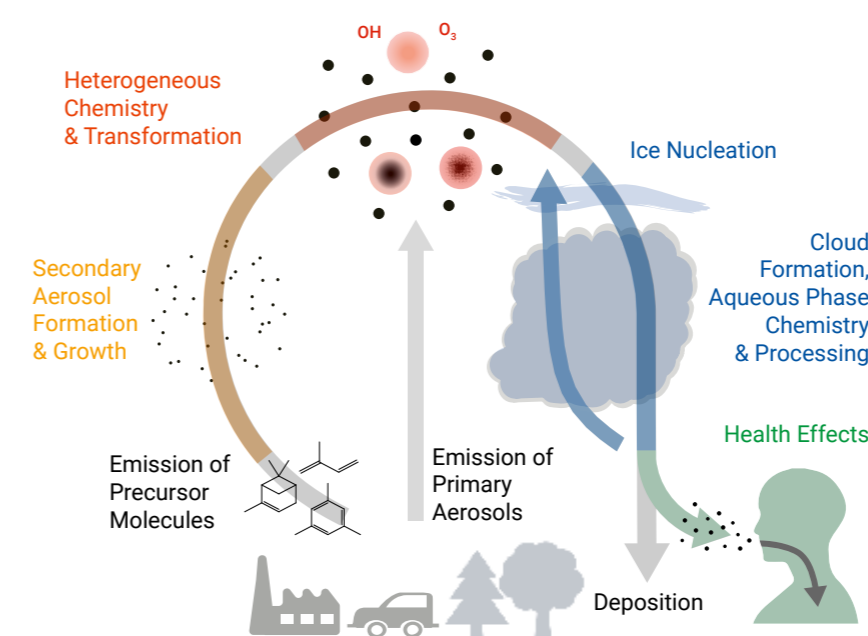 OH
O₃
Heterogeneous
Chemistry
& Transformation
Ice Nucleation
Cloud
Formation,
Aqueous Phase
Chemistry
& Processing
Secondary
Aerosol
Formation
& Growth
Health Effects
Emission of
Precursor
Molecules
Emission of
Primary
Aerosols
Deposition